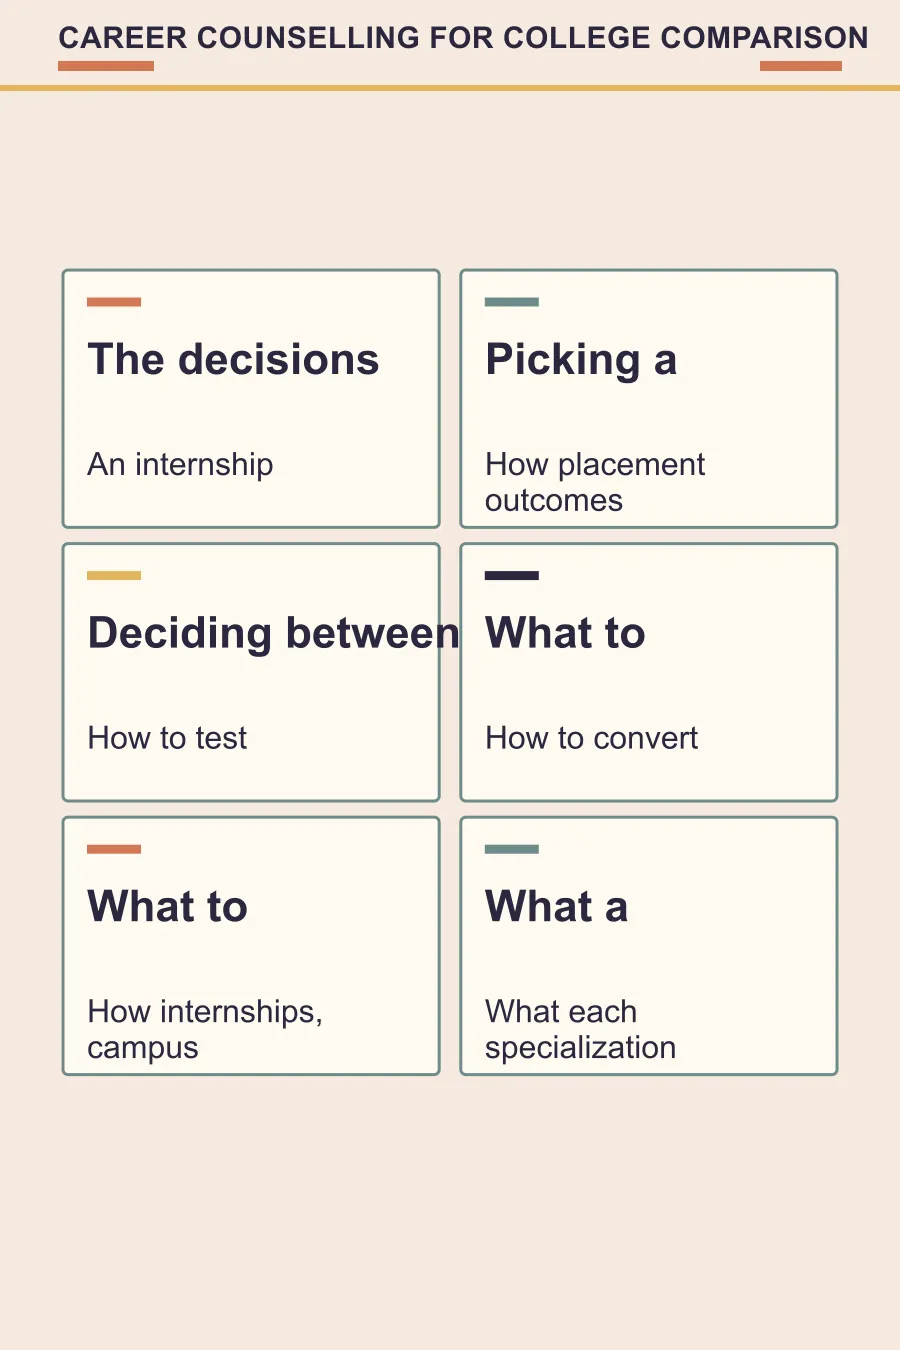 CAREER COUNSELLING FOR COLLEGE COMPARISON
The decisions
An internship
Picking a
How placement
outcomes
Deciding between
How to test
What to
How to convert
What to
How internships,
campus
What a
What each
specialization